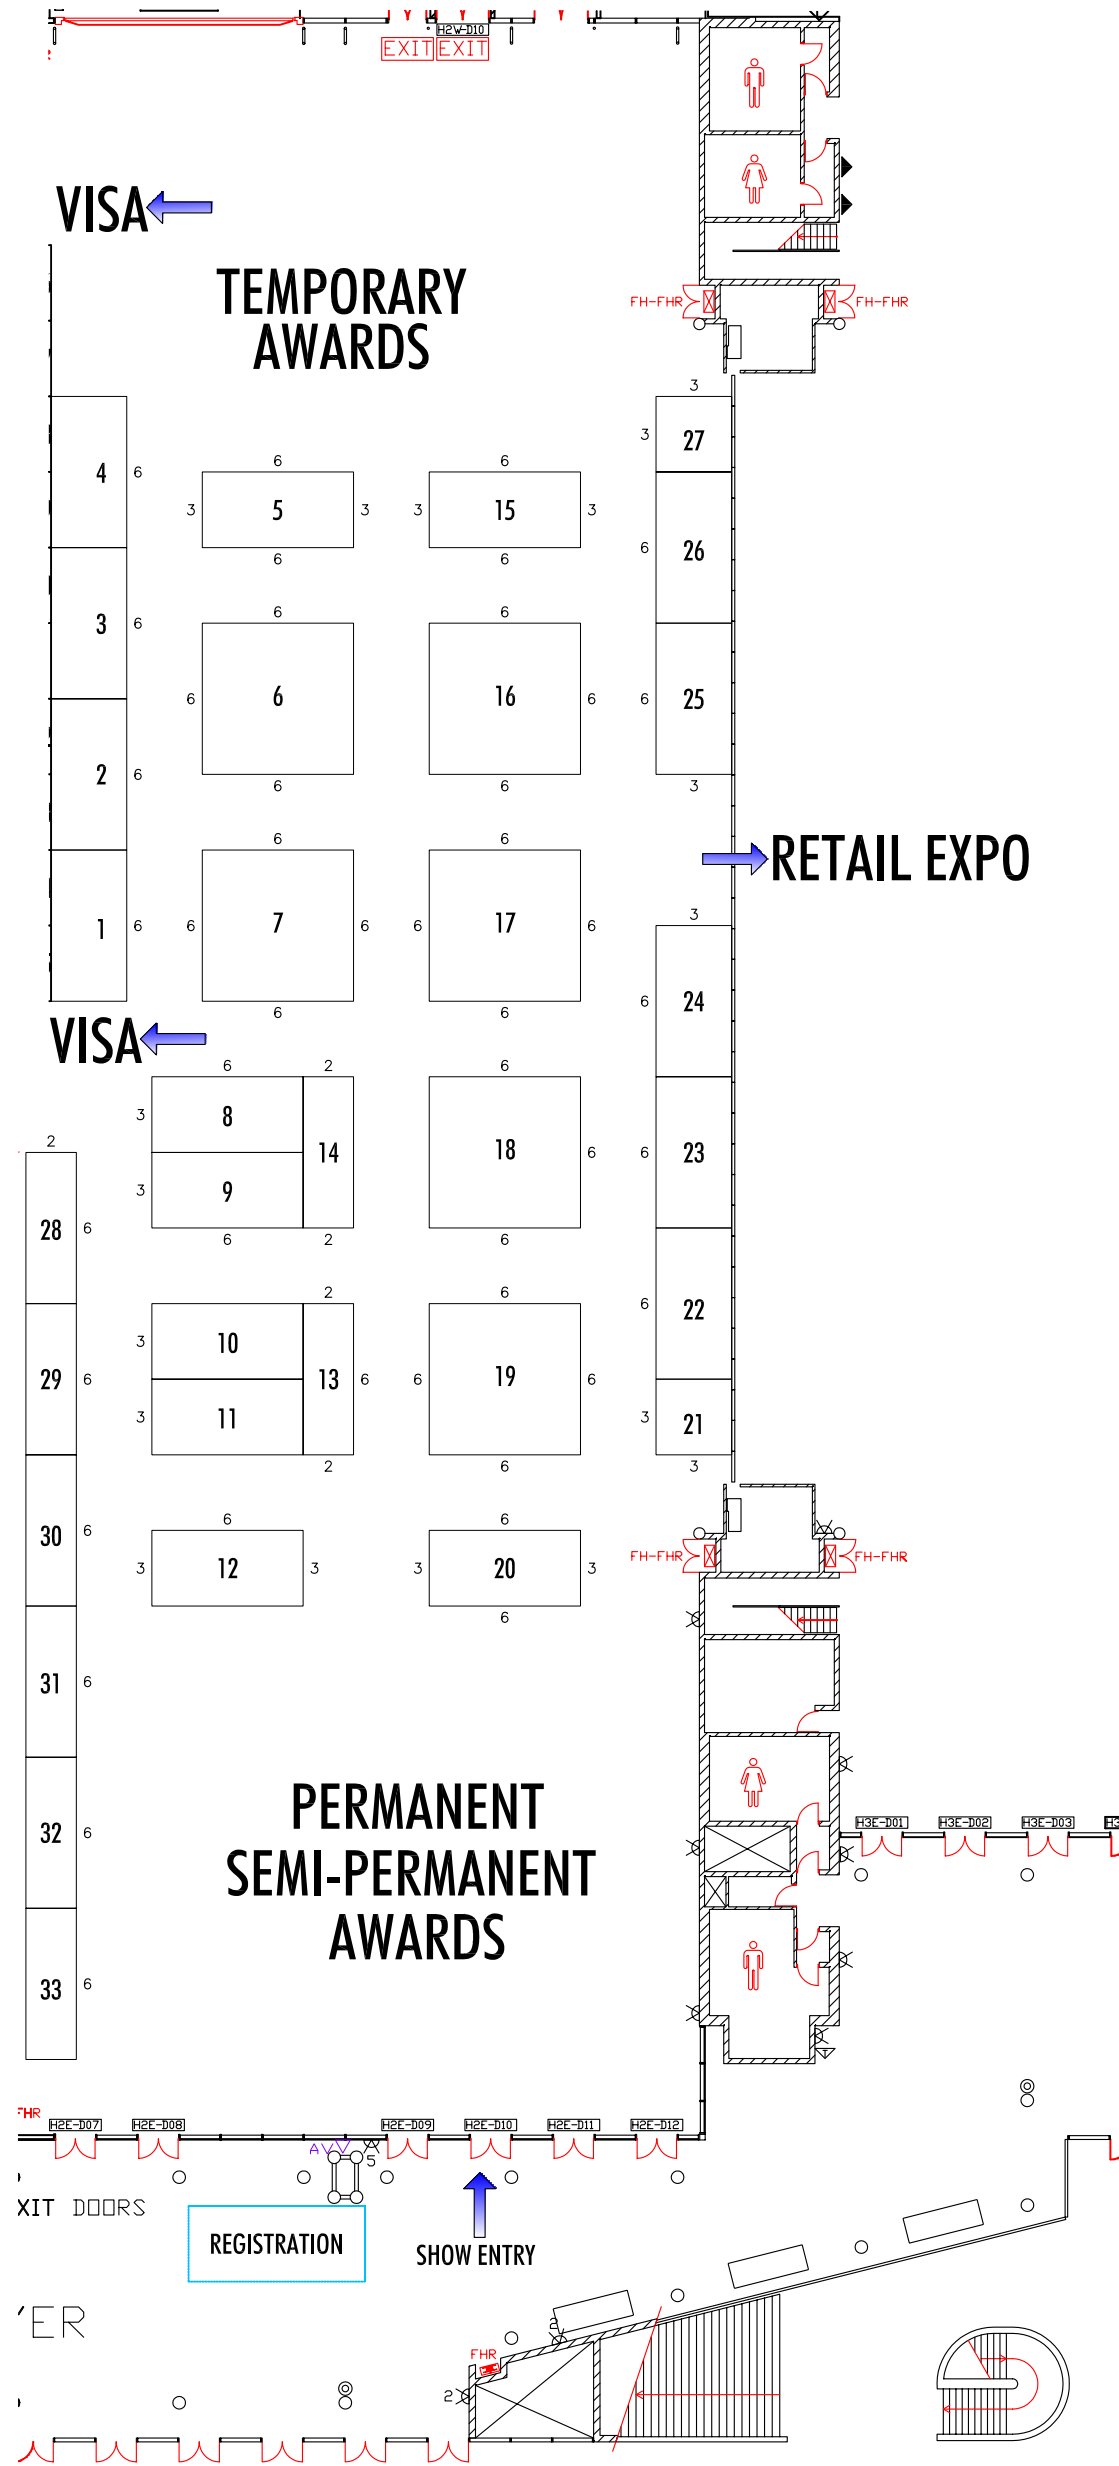 H2W-D10
EXIT EXIT
VISA
TEMPORARY
AWARDS
FH-FHR FH-FHR
3
4 6
3 27
6 6
3 5 3 3 15 3
6 26
6 6
6 6
3 6
6 6 16 6 6 25
2 6
6 6 3
RETAIL EXPO
6 6
3
1 6 6 7 6 6 17 6
6 24
6 6
VISA
6 2 6
3 8
14 18 6 6 23
2
3 9
28 6
6 2 6
2 6
6 22
3 10
29 6
13 6 6 19 6
3 11
3 21
2 6 3
6
30 6
3 12 3 3 20 3
FH-FHR FH-FHR
6
31 6
PERMANENT
SEMI-PERMANENT
AWARDS
32 6
H3E-D01 H3E-D02 H3E-D03 H3
33 6
FHR
H2E-D07 H2E-D08 H2E-D09 H2E-D10 H2E-D11 H2E-D12
AV
5
XIT DOORS
REGISTRATION
SHOW ENTRY
YER
2
FHR
2